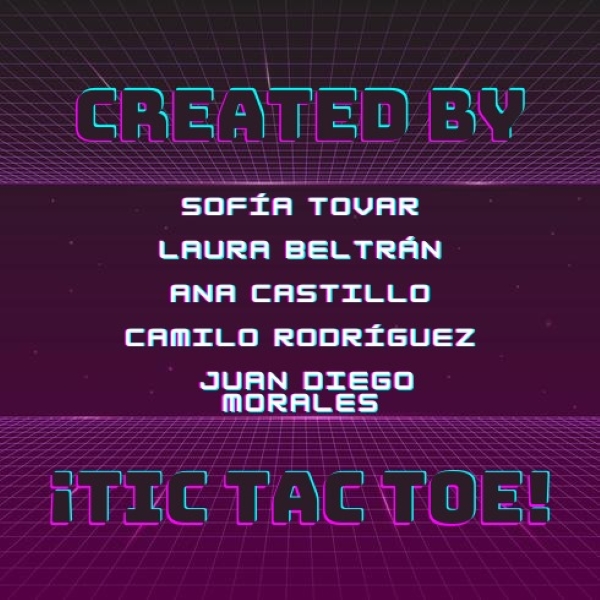 CREATED BY
SOFÍA TOVAR
LAURA BELTRÁN
ANA CASTILLO
CAMILO RODRÍGUEZ
JUAN DIEGO
MORALES
¡TIC TAC TOE!